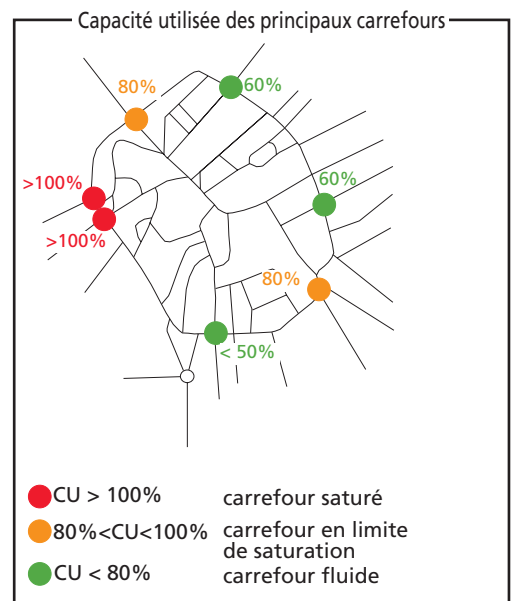 Capacité utilisée des principaux carrefours
80%
60%
>100%
60%
>100%
80%
< 50%
CU > 100% carrefour saturé
80%<CU<100% carrefour en limite
de saturation
CU < 80% carrefour fluide